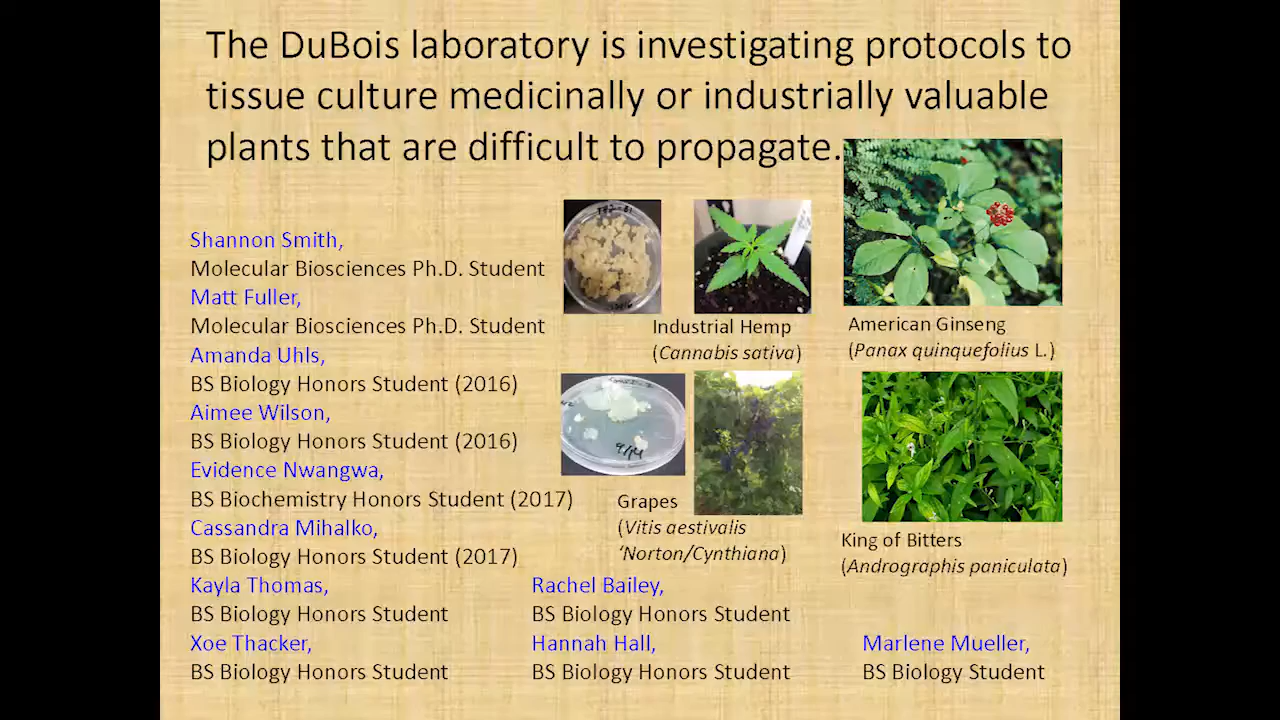 The DuBois laboratory is investigating protocols to
tissue culture medicinally or industrially valuable
plants that are difficult to propagate.
Shannon Smith,
Molecular Biosciences Ph.D. Student
Matt Fuller,
Molecular Biosciences Ph.D. Student
Amanda Uhls,
BS Biology Honors Student (2016)
Aimee Wilson,
BS Biology Honors Student (2016)
Evidence Nwangwa,
BS Biochemistry Honors Student (2017)
Cassandra Mihalko,
BS Biology Honors Student (2017)
Kayla Thomas,
BS Biology Honors Student
Xoe Thacker,
BS Biology Honors Student
Rachel Bailey,
BS Biology Honors Student
Hannah Hall,
BS Biology Honors Student
Marlene Mueller,
BS Biology Student
Industrial Hemp
(Cannabis sativa)
American Ginseng
(Panax quinquefolius L.)
9/14
Grapes
(Vitis aestivalis
‘Norton/Cynthiana)
King of Bitters
(Andrographis paniculata)